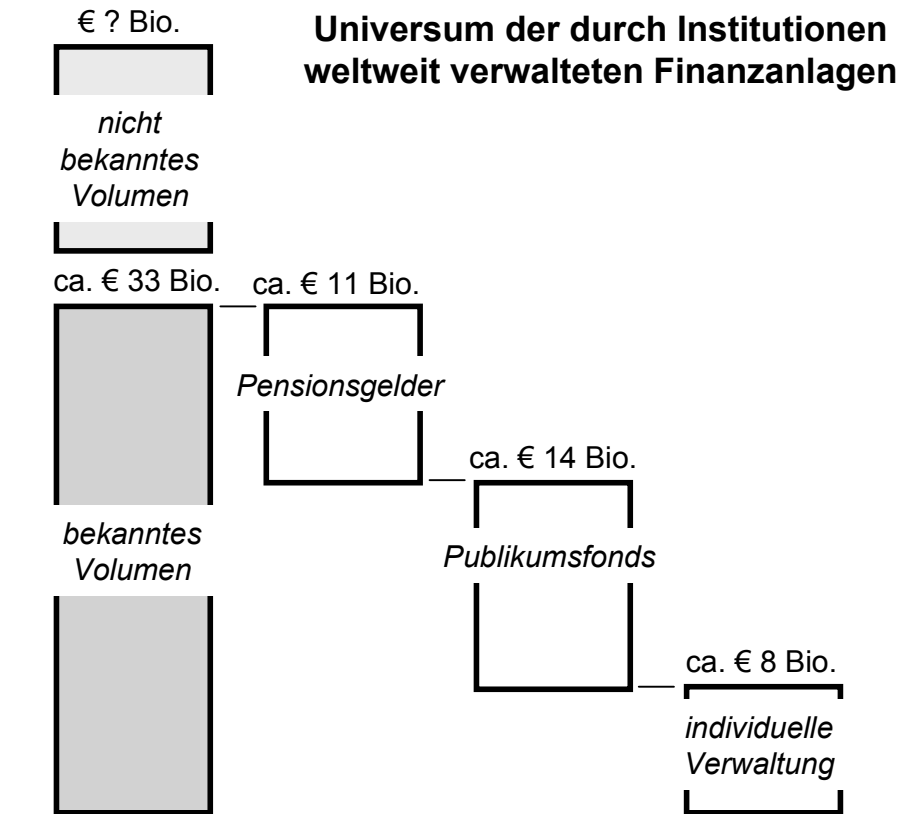 € ? Bio.
Universum der durch Institutionen
weltweit verwalteten Finanzanlagen
nicht
bekanntes
Volumen
ca. € 33 Bio.
ca. € 11 Bio.
Pensionsgelder
ca. € 14 Bio.
bekanntes
Volumen
Publikumsfonds
ca. € 8 Bio.
individuelle
Verwaltung